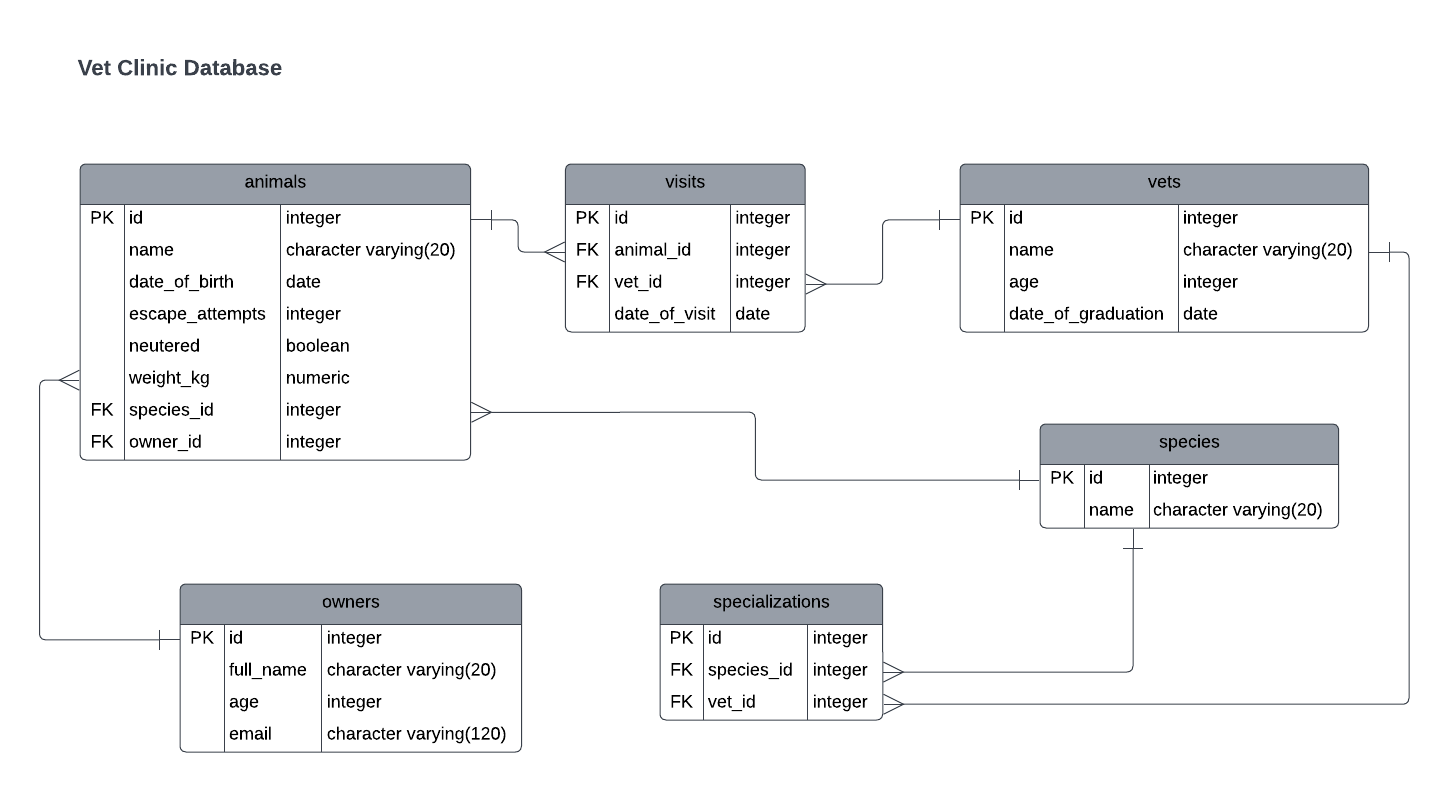 Vet Clinic Database
animals
PK id integer
name character varying(20)
date_of_birth date
escape_attempts integer
neutered boolean
weight_kg numeric
FK species_id integer
FK owner_id integer
visits
PK id integer
FK animal_id integer
FK vet_id integer
date_of_visit date
vets
PK id integer
name character varying(20)
age integer
date_of_graduation date
species
PK id integer
name character varying(20)
owners
PK id integer
full_name character varying(20)
age integer
email character varying(120)
specializations
PK id integer
FK species_id integer
FK vet_id integer